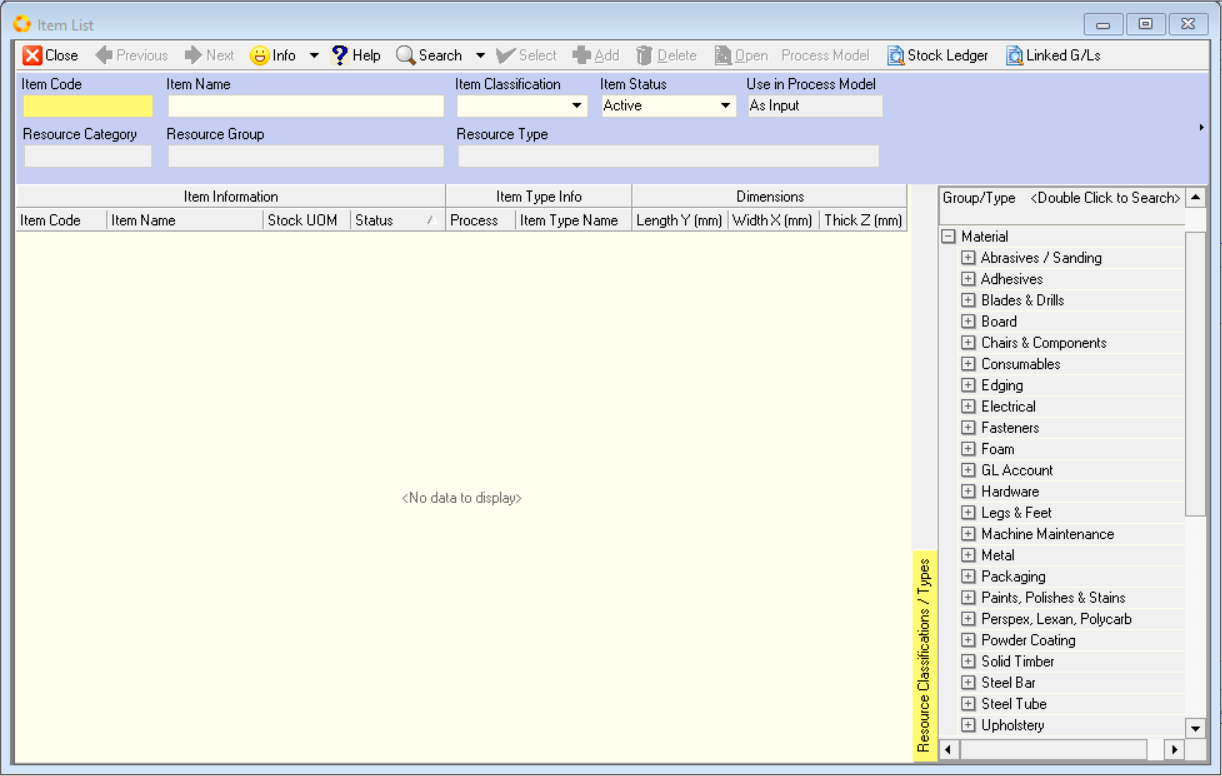 Item List
Close Previous Next Info Help Search Select Add Delete Open Process Model Stock Ledger Linked G/Ls
Item Code Item Name Item Classification Item Status Use in Process Model
Active As Input
Resource Category Resource Group Resource Type
Item Information Item Type Info Dimensions
Item Code Item Name Stock UOM Status Process Item Type Name Length Y (mm) Width X (mm) Thick Z (mm)
<No data to display>
Resource Classifications / Types
Group/Type <Double Click to Search>
Material
Abrasives / Sanding
Adhesives
Blades & Drills
Board
Chairs & Components
Consumables
Edging
Electrical
Fasteners
Foam
GL Account
Hardware
Legs & Feet
Machine Maintenance
Metal
Packaging
Paints, Polishes & Stains
Perspex, Lexan, Polycarb
Powder Coating
Solid Timber
Steel Bar
Steel Tube
Upholstery